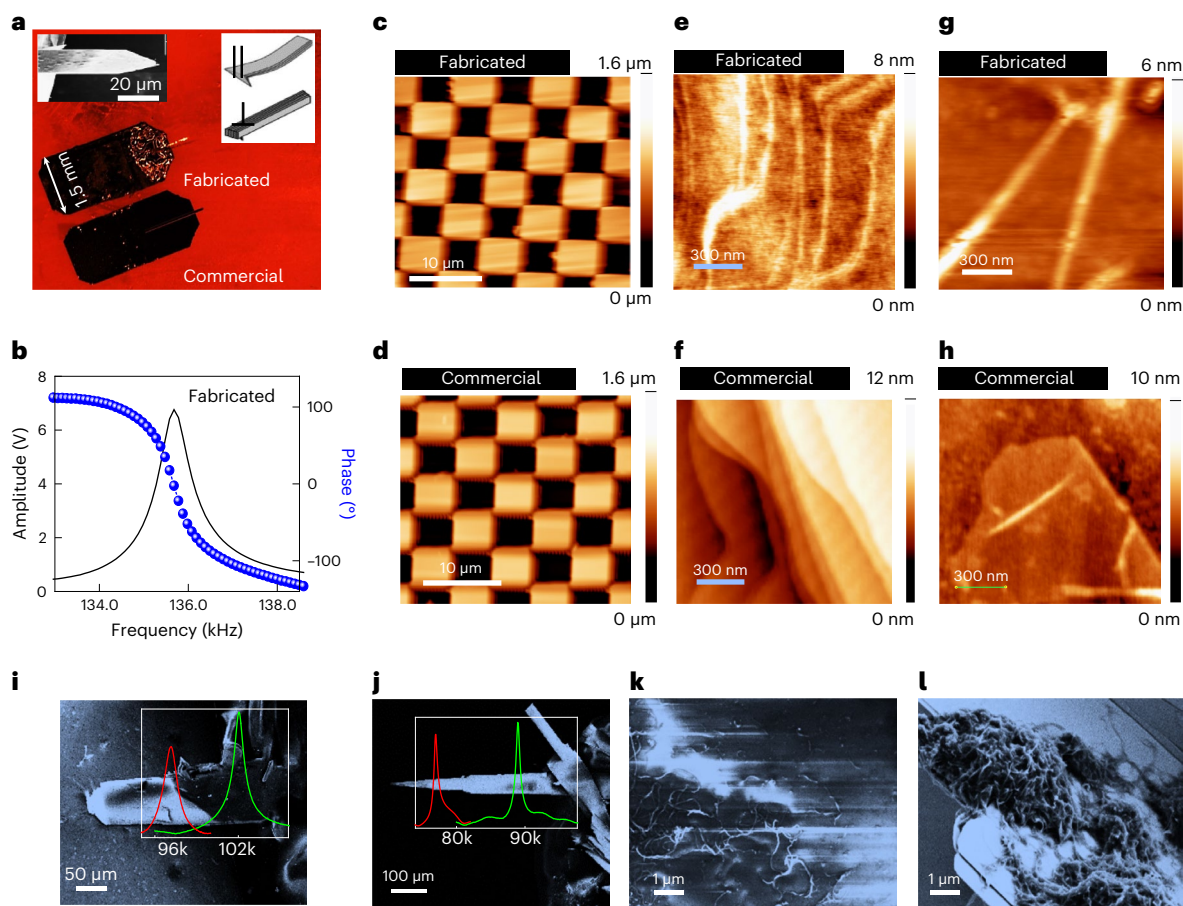 a
20 µm
1.5 mm
Fabricated
Commercial
b
8
6
4
2
0
Amplitude (V)
Fabricated
100
0
−100
Phase (°)
134.0 136.0 138.0
Frequency (kHz)
c
Fabricated 1.6 µm
10 µm
0 µm
d
Commercial 1.6 µm
10 µm
0 µm
e
Fabricated 8 nm
300 nm
0 nm
f
Commercial 12 nm
300 nm
0 nm
g
Fabricated 6 nm
300 nm
0 nm
h
Commercial 10 nm
300 nm
0 nm
i
96k 102k
50 µm
j
80k 90k
100 µm
k
1 µm
l
1 µm